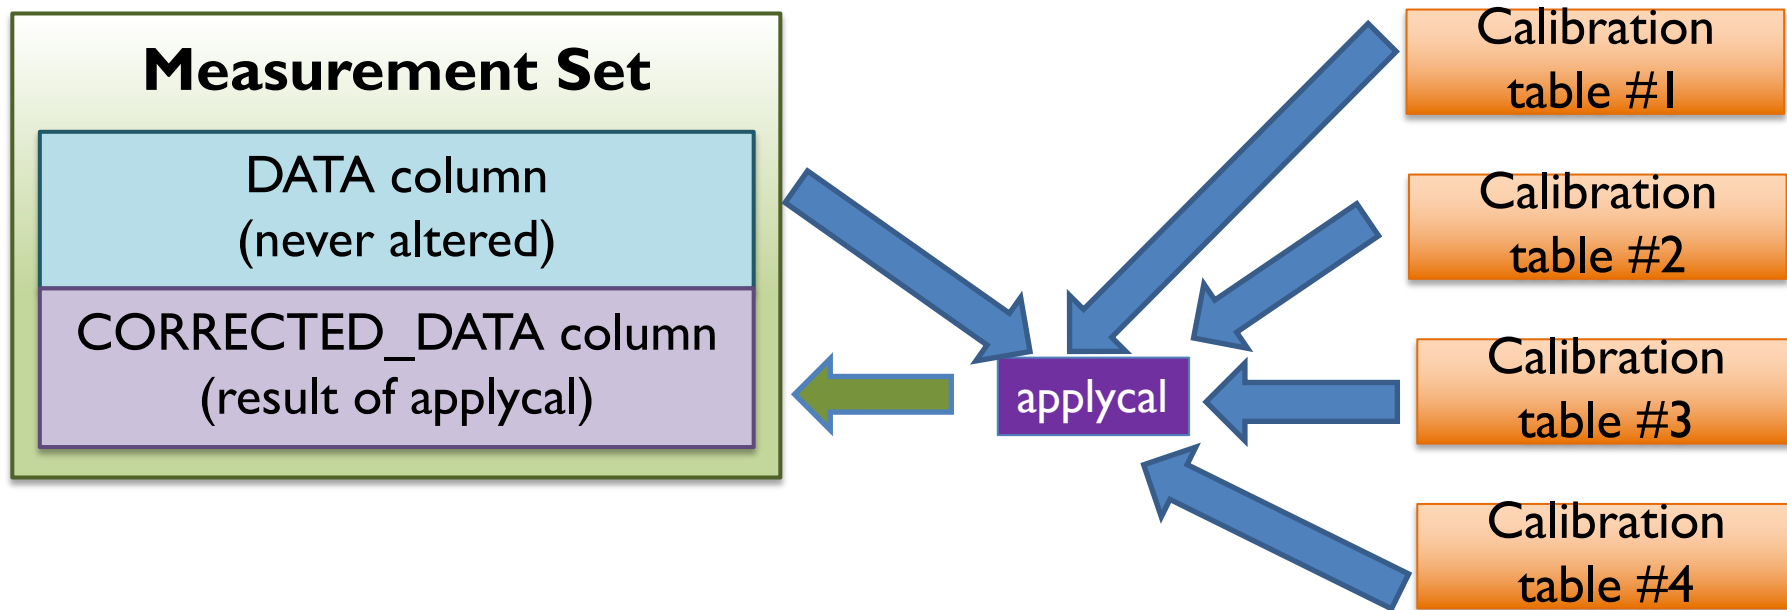 Measurement Set
DATA column
(never altered)
CORRECTED_DATA column
(result of applycal)
applycal
Calibration
table #1
Calibration
table #2
Calibration
table #3
Calibration
table #4